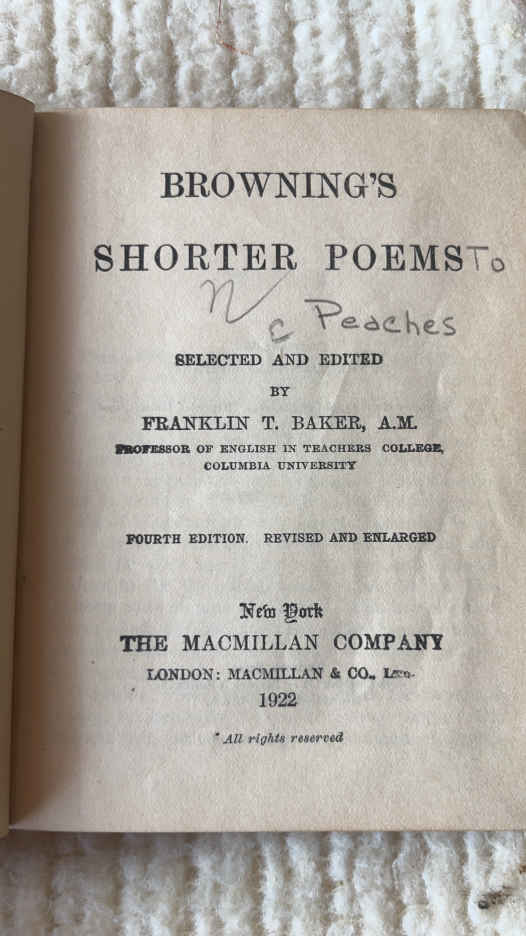 BROWNING'S
SHORTER POEMS To
Peaches
SELECTED AND EDITED
BY
FRANKLIN T. BAKER, A.M.
PROFESSOR OF ENGLISH IN TEACHERS COLLEGE,
COLUMBIA UNIVERSITY
FOURTH EDITION. REVISED AND ENLARGED
New York
THE MACMILLAN COMPANY
LONDON: MACMILLAN & CO., LTD.
1922
All rights reserved